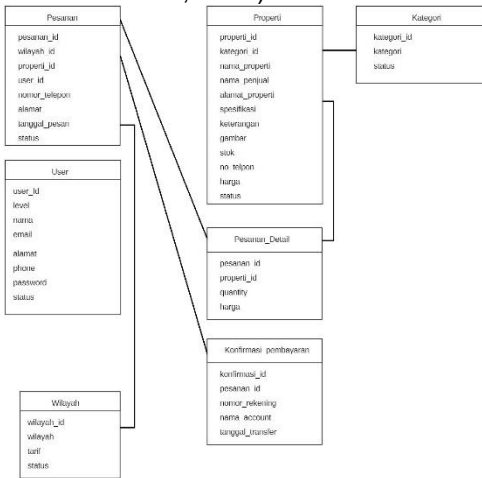 Pesanan
pesanan_id
wilayah_id
properti_id
user_id
nomor_telepon
alamat
tanggal_pesan
status
Properti
properti_id
kategori_id
nama_properti
nama_penjual
alamat_properti
spesifikasi
keterangan
gambar
stok
no_telpon
harga
status
Kategori
kategori_id
kategori
status
User
user_Id
level
nama
email
alamat
phone
password
status
Pesanan_Detail
pesanan_id
properti_id
quantity
harga
Konfirmasi_pembayaran
konfirmasi_id
pesanan_id
nomor_rekening
nama_account
tanggal_transfer
Wilayah
wilayah_id
wilayah
tarif
status